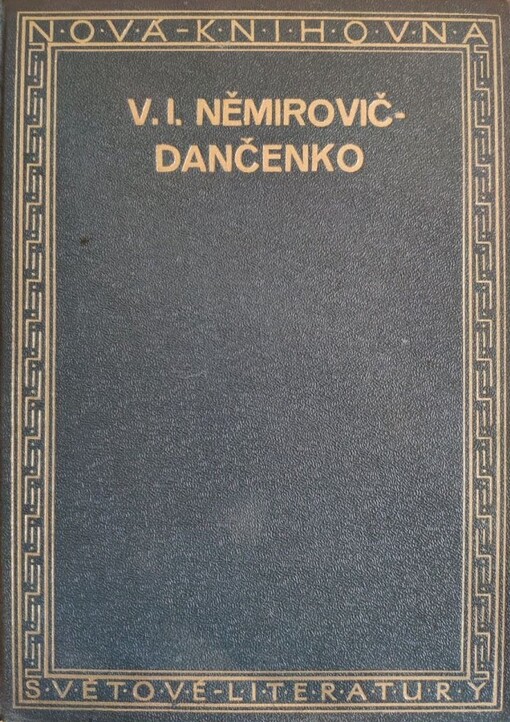 NOVÁ-KNIHOVNA
V. I. NĚMIROVIČ-
DANČENKO
SVĚTOVÉ-LITERATURY